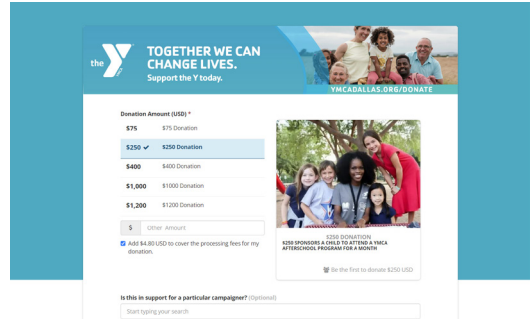 the
YMCA
TOGETHER WE CAN
CHANGE LIVES.
Support the Y today.
YMCADALLAS.ORG/DONATE
Donation Amount (USD) *
$75 $75 Donation
$250 $250 Donation
$400 $400 Donation
$1,000 $1000 Donation
$1,200 $1200 Donation
$ Other Amount
Add $4.80 USD to cover the processing fees for my
donation.
$250 DONATION
$250 SPONSORS A CHILD TO ATTEND A YMCA
AFTERSCHOOL PROGRAM FOR A MONTH
Be the first to donate $250 USD
Is this in support for a particular campaigner? (Optional)
Start typing your search